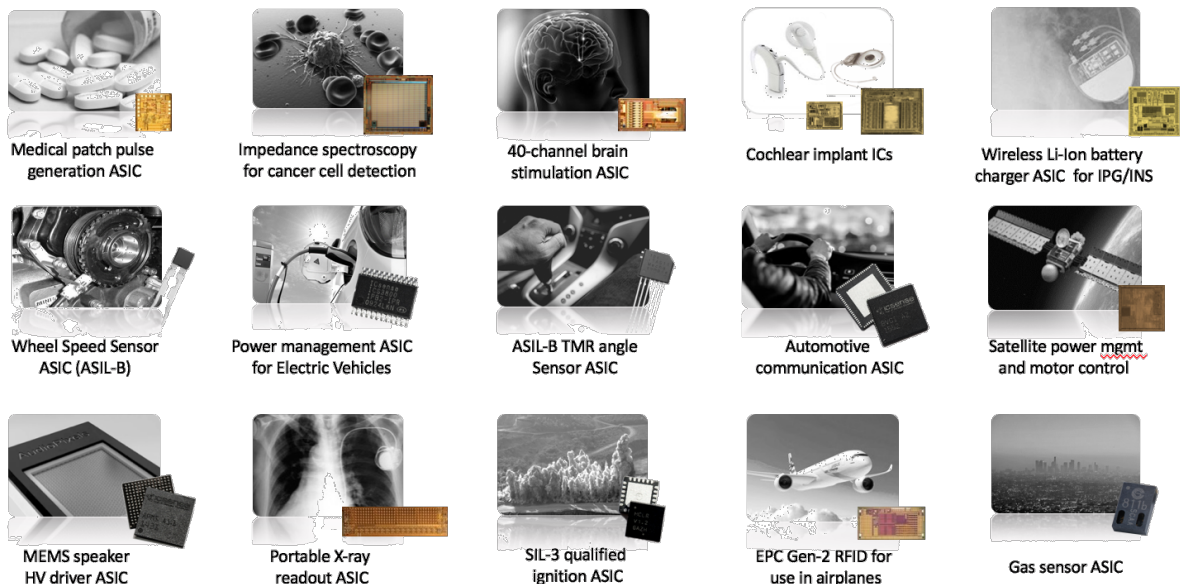 Medical patch pulse
generation ASIC
Impedance spectroscopy
for cancer cell detection
40-channel brain
stimulation ASIC
Cochlear implant ICs
Wireless Li-Ion battery
charger ASIC for IPG/INS
Wheel Speed Sensor
ASIC (ASIL-B)
Power management ASIC
for Electric Vehicles
ASIL-B TMR angle
Sensor ASIC
Automotive
communication ASIC
Satellite power mgmt
and motor control
MEMS speaker
HV driver ASIC
Portable X-ray
readout ASIC
SIL-3 qualified
ignition ASIC
EPC Gen-2 RFID for
use in airplanes
Gas sensor ASIC